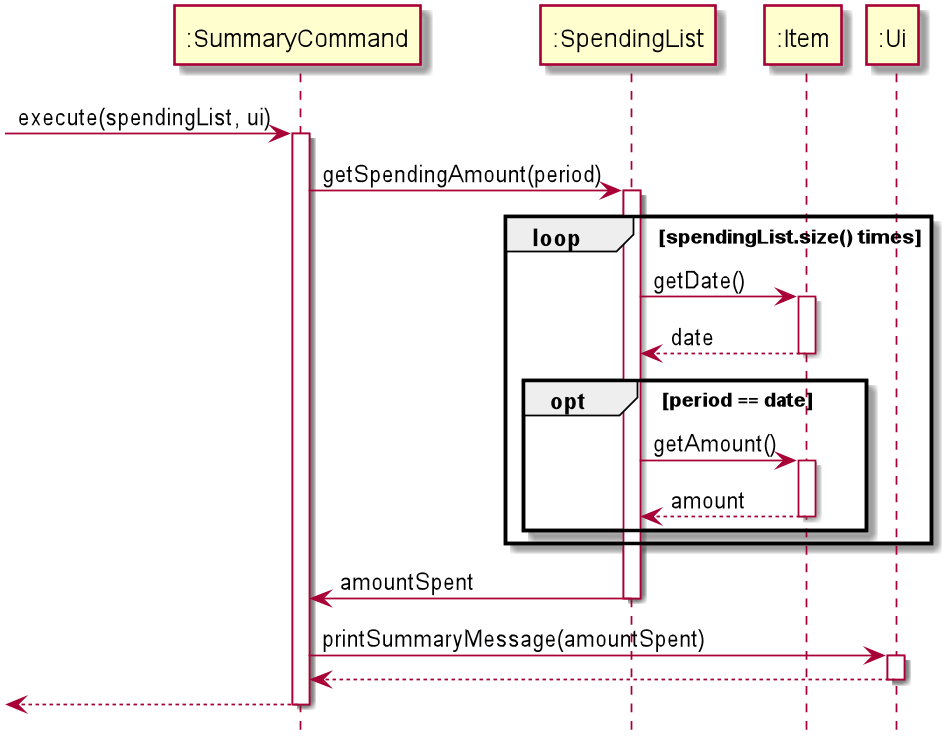 :SummaryCommand
:SpendingList
:Item
:Ui
execute(spendingList, ui)
getSpendingAmount(period)
loop
[spendingList.size() times]
getDate()
date
opt
[period == date]
getAmount()
amount
amountSpent
printSummaryMessage(amountSpent)